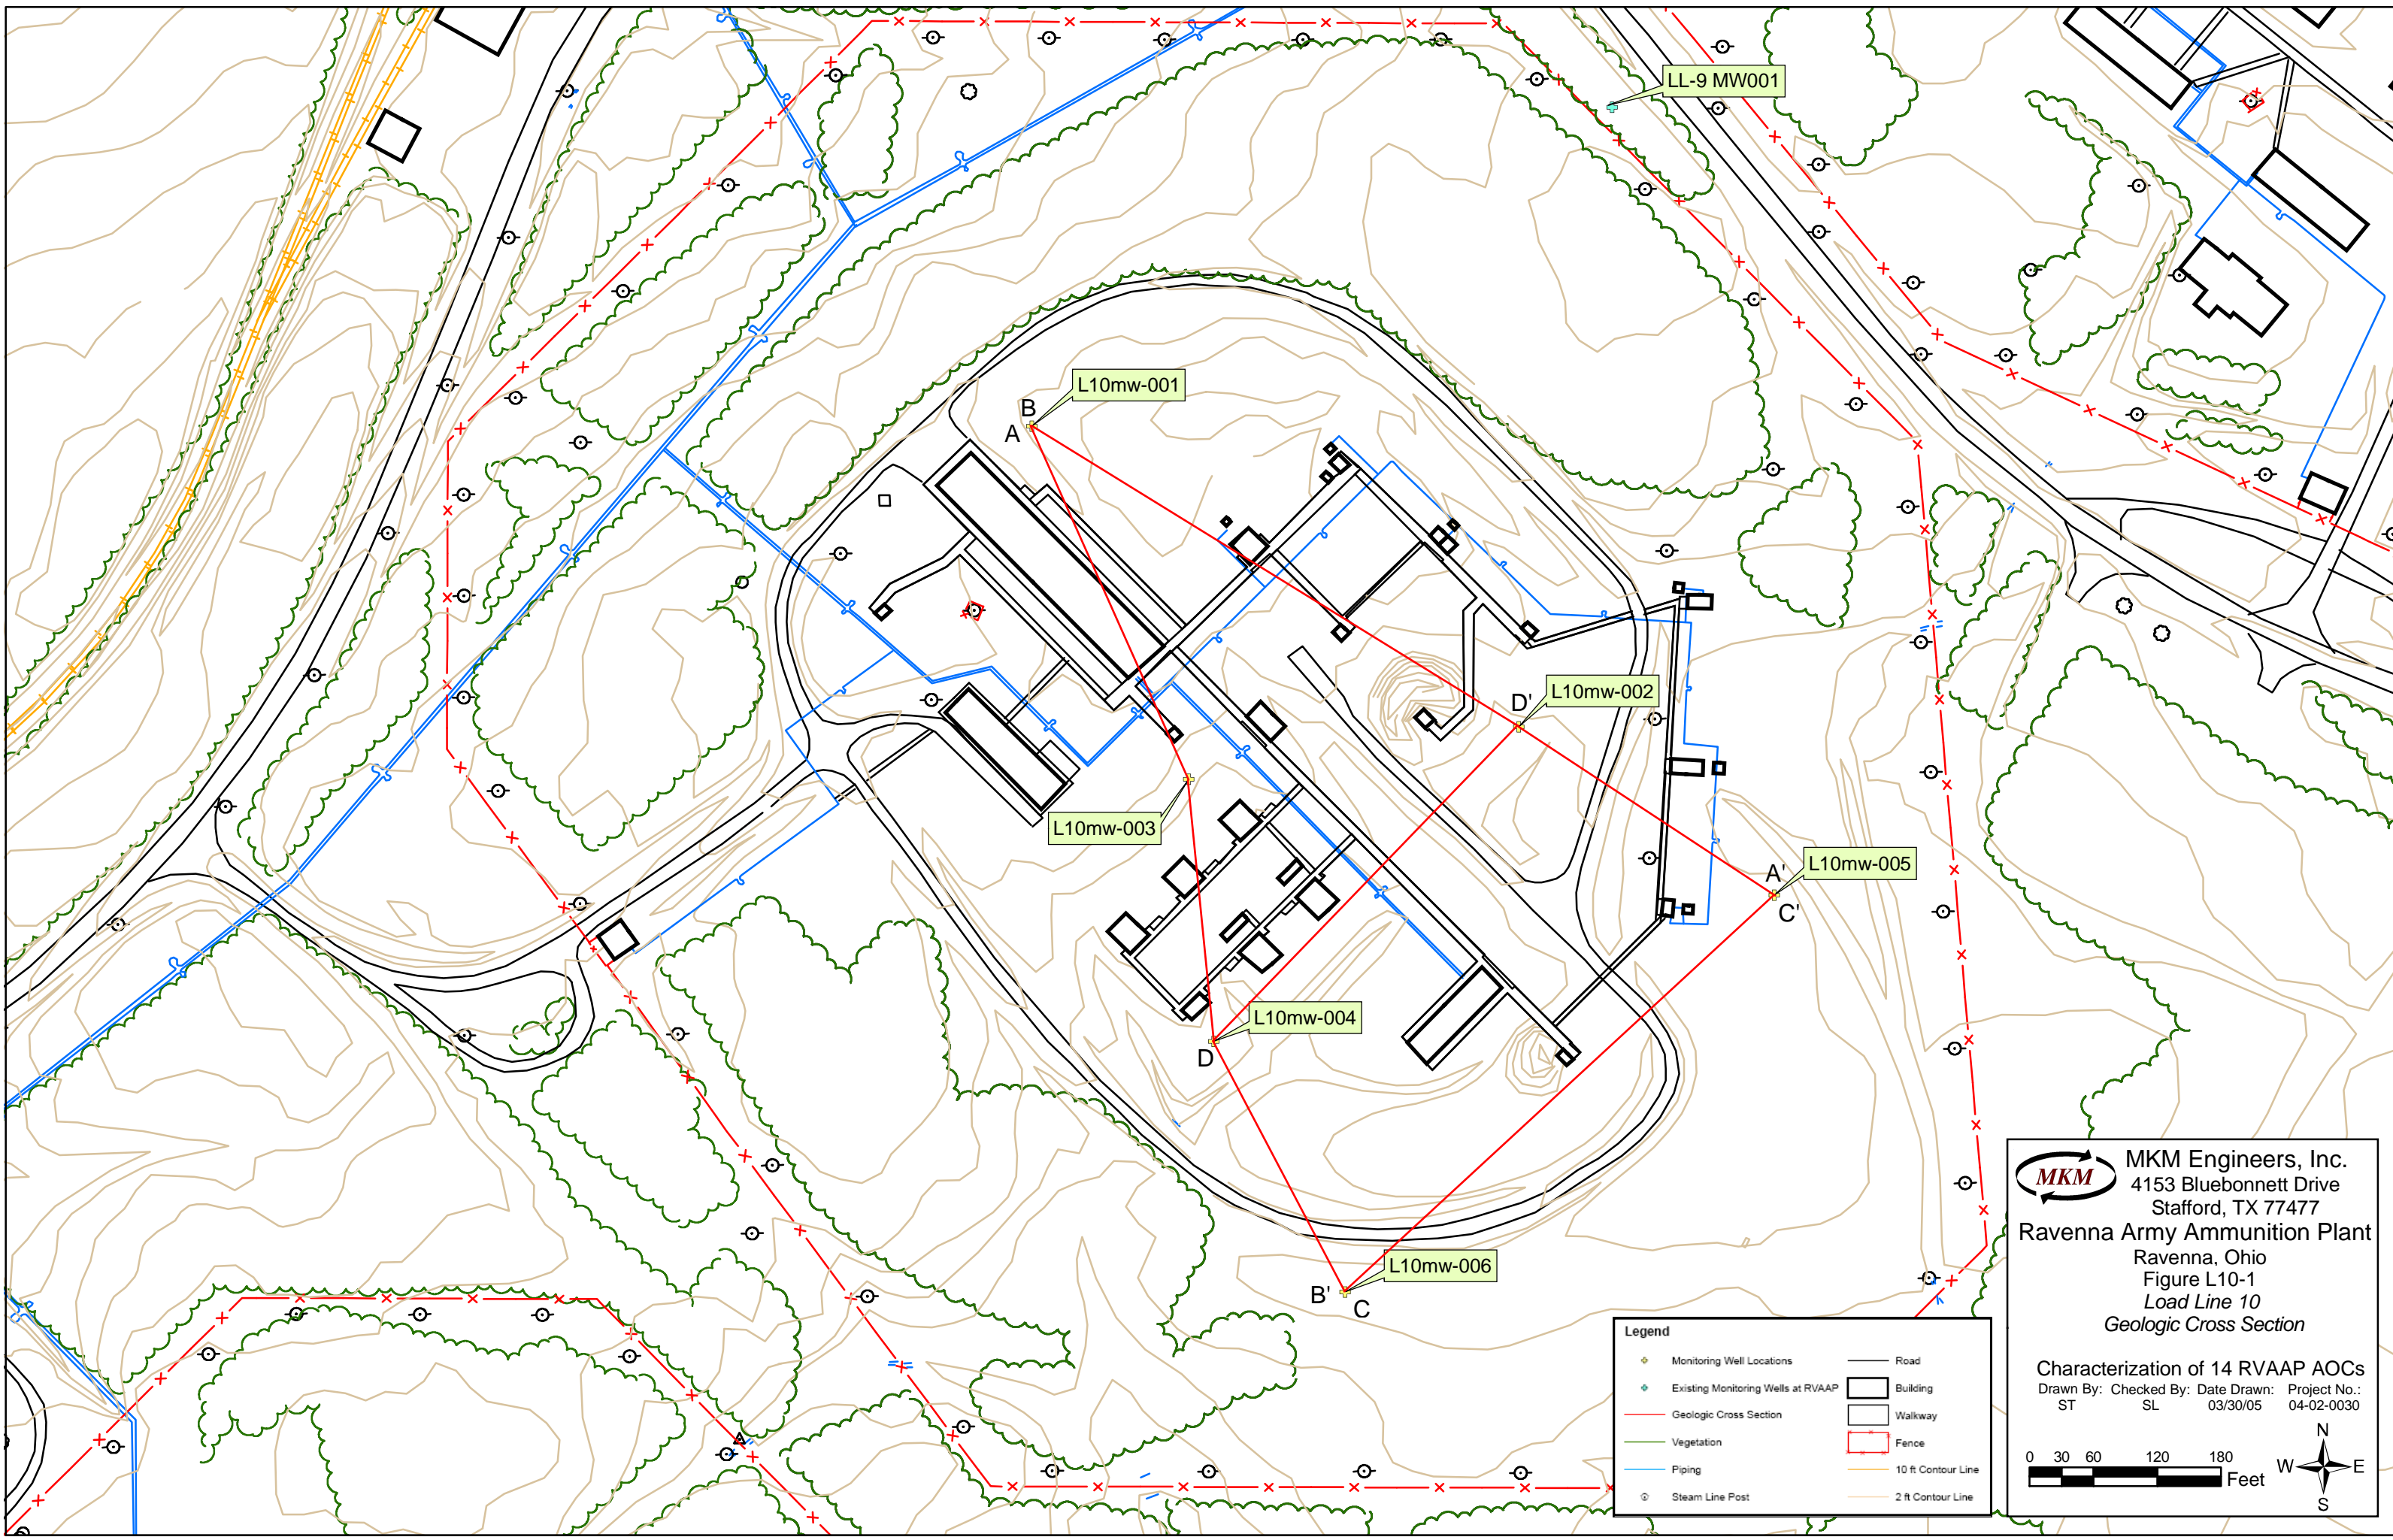 LL-9 MW001
L10mw-001
B
A
L10mw-002
D'
L10mw-003
L10mw-005
A'
C'
L10mw-004
D
L10mw-006
B'
C
MKM
MKM Engineers, Inc.
4153 Bluebonnett Drive
Stafford, TX 77477
Ravenna Army Ammunition Plant
Ravenna, Ohio
Figure L10-1
Load Line 10
Geologic Cross Section
Characterization of 14 RVAAP AOCs
Drawn By: Checked By: Date Drawn: Project No.:
ST SL 03/30/05 04-02-0030
0 30 60 120 180
Feet
N
W E
S
Legend
Monitoring Well Locations
Existing Monitoring Wells at RVAAP
Geologic Cross Section
Vegetation
Piping
Steam Line Post
Road
Building
Walkway
Fence
10 ft Contour Line
2 ft Contour Line